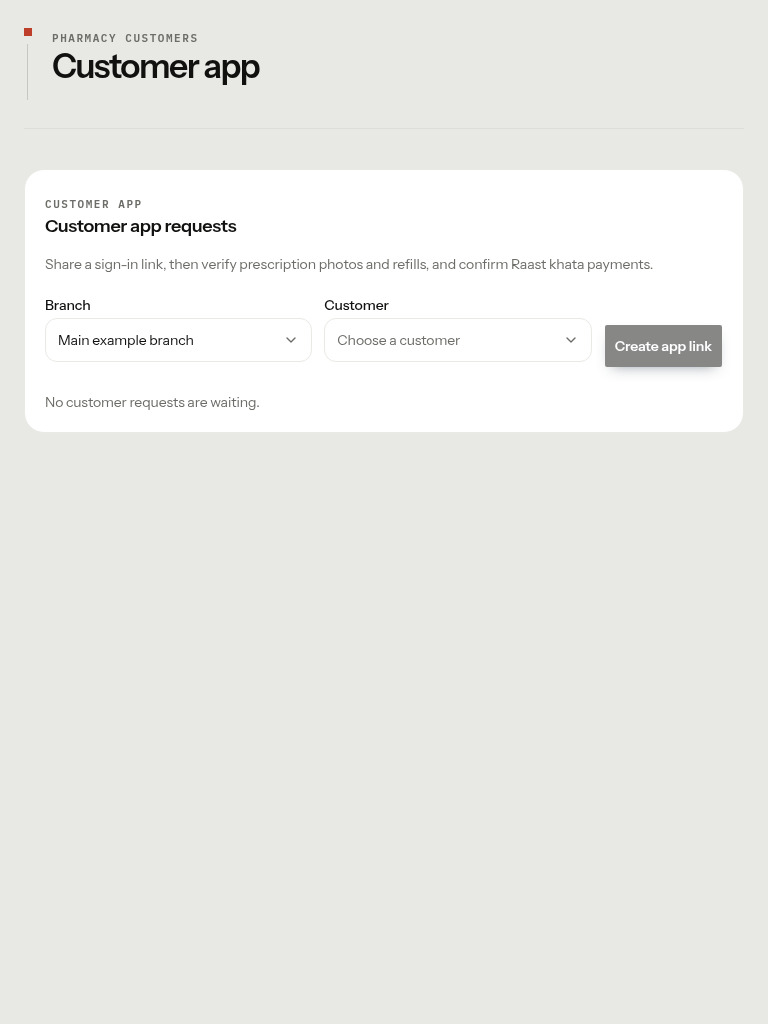 PHARMACY CUSTOMERS
Customer app
CUSTOMER APP
Customer app requests
Share a sign-in link, then verify prescription photos and refills, and confirm Raast khata payments.
Branch
Customer
Main example branch
Choose a customer
Create app link
No customer requests are waiting.